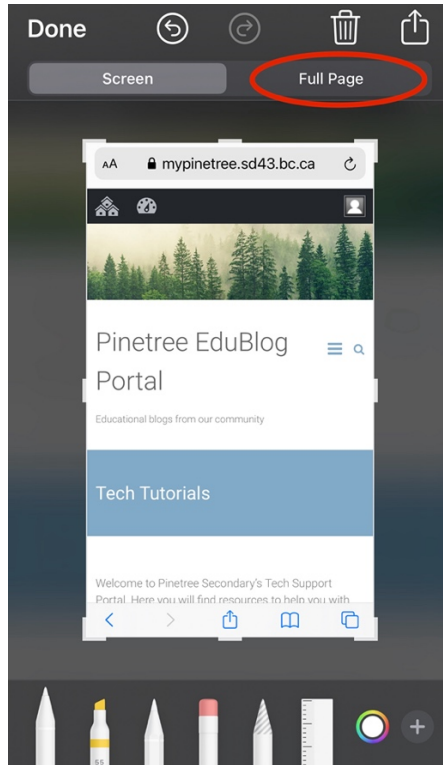 Done
Screen Full Page
AA mypinetree.sd43.bc.ca
Pinetree EduBlog
Portal
Educational blogs from our community
Tech Tutorials
Welcome to Pinetree Secondary's Tech Support
Portal. Here you will find resources to help you with
55